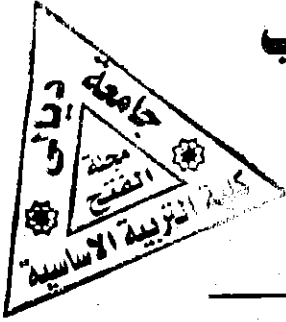 جامعة
ديالى
مجلة
الفتح
كلية التربية الاساسية